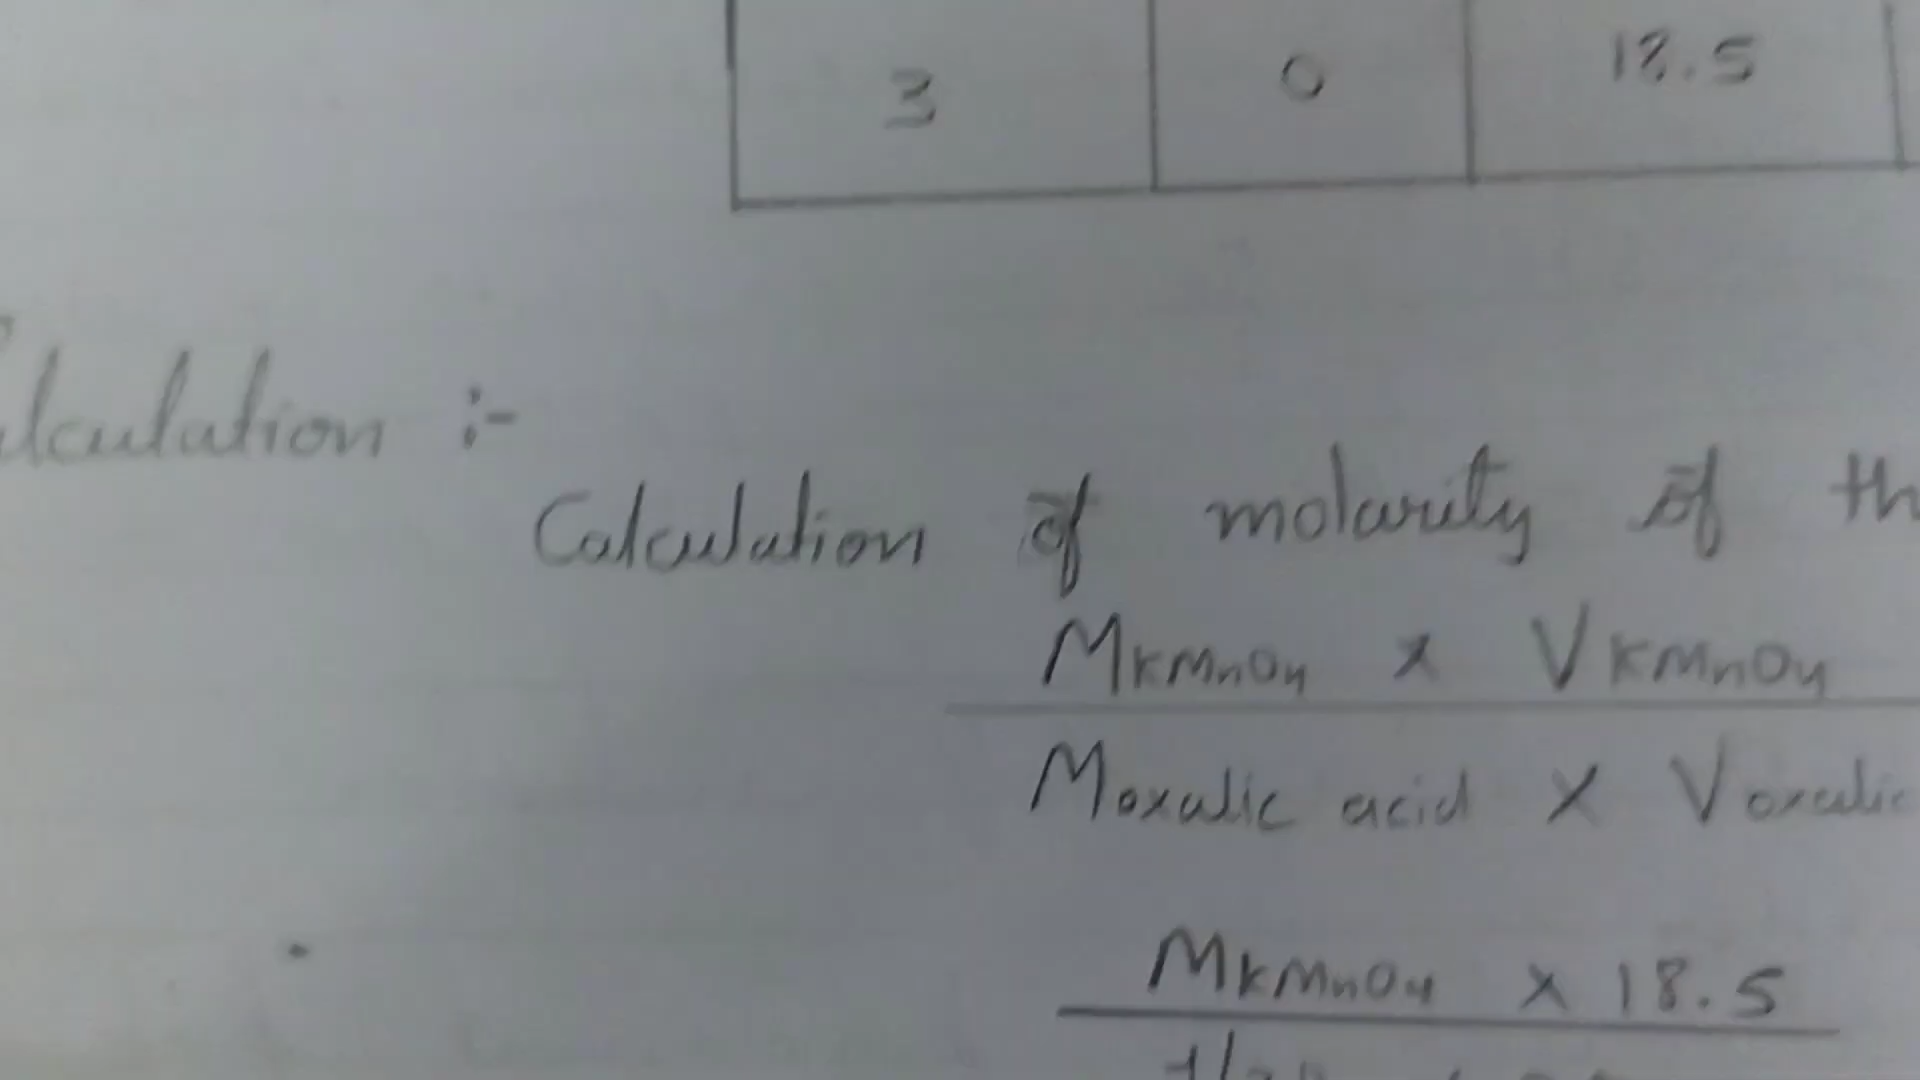 3 0 18.5
lculation :-
Calculation of molarity of th
MKMnO4 x VKMnO4
Moxalic acid x Voxalic
MKMnO4 x 18.5